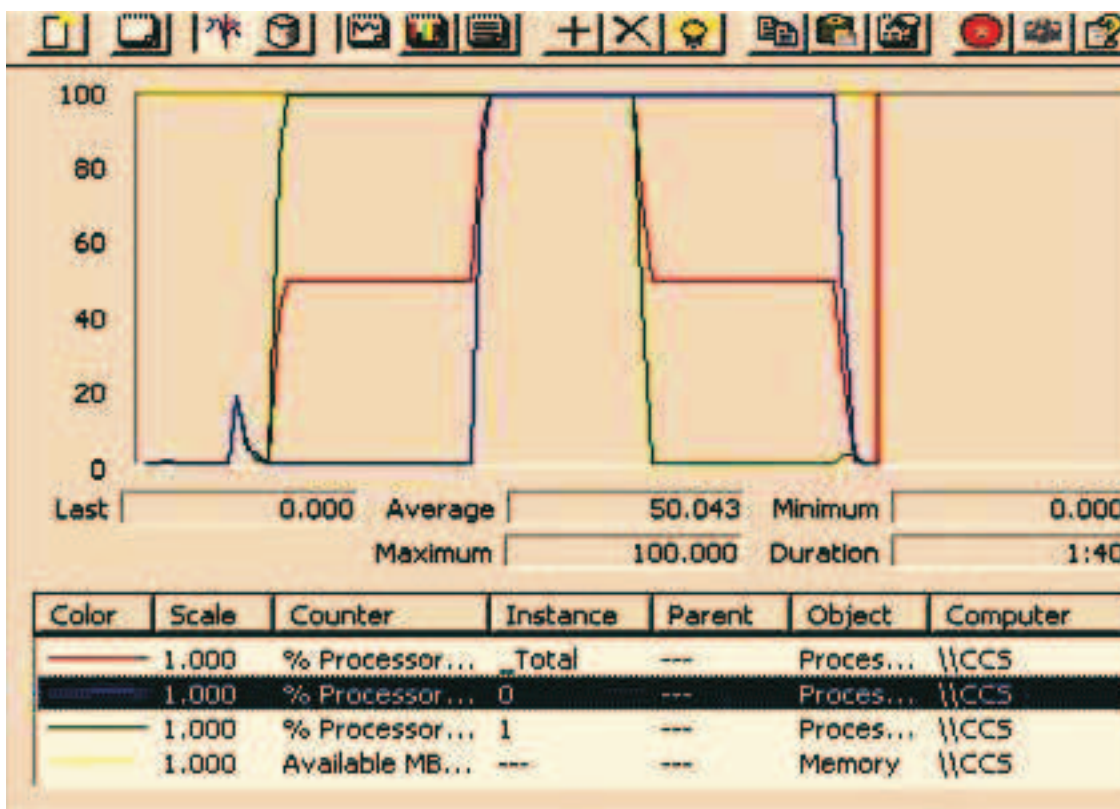 100
80
60
40
20
0
Last 0.000 Average 50.043 Minimum 0.000
Maximum 100.000 Duration 1:40
Color Scale Counter Instance Parent Object Computer
1.000 % Processor... _Total --- Proces... \\CCS
1.000 % Processor... 0 --- Proces... \\CCS
1.000 % Processor... 1 --- Proces... \\CCS
1.000 Available MB... --- --- Memory \\CCS